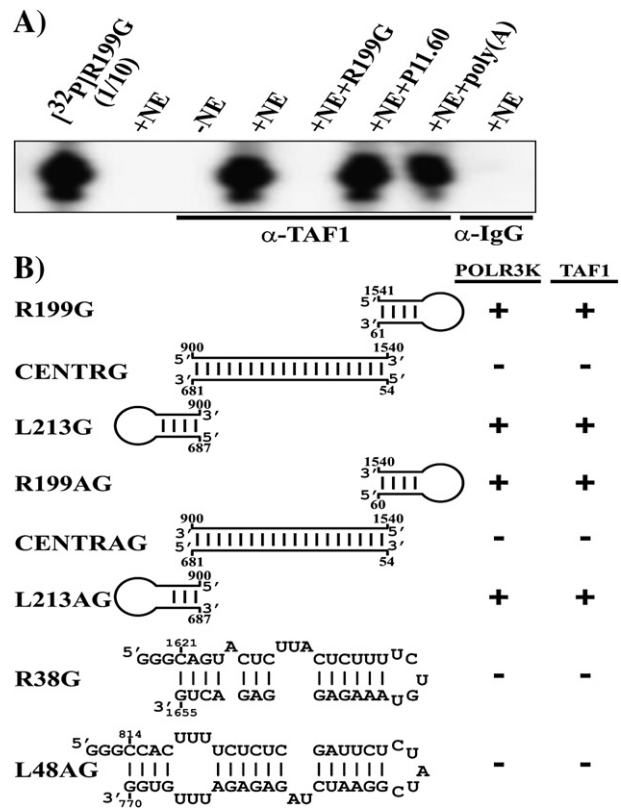 A)
[³²-P]R199G (1/10)
+NE
-NE
+NE
+NE+R199G
+NE+P11.60
+NE+poly(A)
+NE
α-TAF1
α-IgG
B)
POLR3K TAF1
R199G 1541 5′ 3′ 61 + +
CENTRG 900 1540 5′ 3′ 3′ 5′ 681 54 - -
L213G 900 3′ 5′ 687 + +
R199AG 1540 3′ 5′ 60 + +
CENTRAG 900 1540 3′ 5′ 5′ 3′ 681 54 - -
L213AG 900 5′ 3′ 687 + +
1621 A UUA U C
5′ GGGCAGU CUC CUCUUU U
R38G - -
GUCA GAG GAGAAA U G
3′ 1655
814 UUU C U
5′ GGGCCAC UCUCUC GAUUCU A
L48AG - -
GGUG AGAGAG CUAAGG C
3′ 770 UUU UA